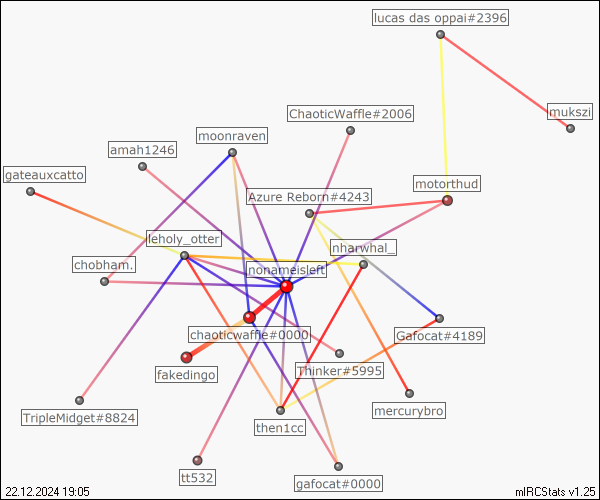 lucas das oppai#2396
mukszi
ChaoticWaffle#2006
moonraven
amah1246
gateauxcatto
motorthud
Azure Reborn#4243
leholy_otter
nharwhal_
chobham.
nonameisleft
chaoticwaffle#0000
Gafocat#4189
Thinker#5995
fakedingo
mercurybro
TripleMidget#8824
then1cc
tt532
gafocat#0000
22.12.2024 19:05
mIRCStats v1.25